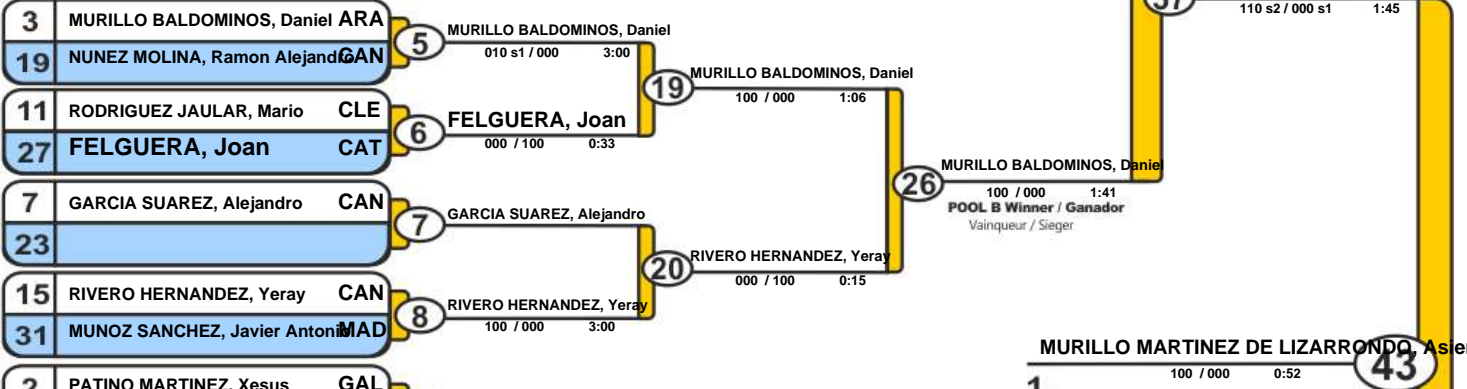 3 MURILLO BALDOMINOS, Daniel ARA
19 NUNEZ MOLINA, Ramon Alejandro CAN
5
MURILLO BALDOMINOS, Daniel
010 s1 / 000 3:00
11 RODRIGUEZ JAULAR, Mario CLE
27 FELGUERA, Joan CAT
6
FELGUERA, Joan
000 / 100 0:33
19
MURILLO BALDOMINOS, Daniel
100 / 000 1:06
7 GARCIA SUAREZ, Alejandro CAN
23
7
GARCIA SUAREZ, Alejandro
15 RIVERO HERNANDEZ, Yeray CAN
31 MUNOZ SANCHEZ, Javier Antonio MAD
8
RIVERO HERNANDEZ, Yeray
100 / 000 3:00
20
RIVERO HERNANDEZ, Yeray
000 / 100 0:15
26
MURILLO BALDOMINOS, Daniel
100 / 000 1:41
POOL B Winner / Ganador
Vainqueur / Sieger
37
110 s2 / 000 s1 1:45
MURILLO MARTINEZ DE LIZARRONDO, Asier
100 / 000 0:52
43
1
2 PATINO MARTINEZ, Xesus GAL